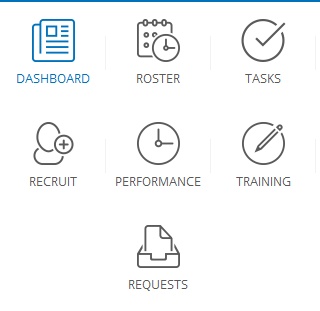 DASHBOARD
ROSTER
TASKS
RECRUIT
PERFORMANCE
TRAINING
REQUESTS